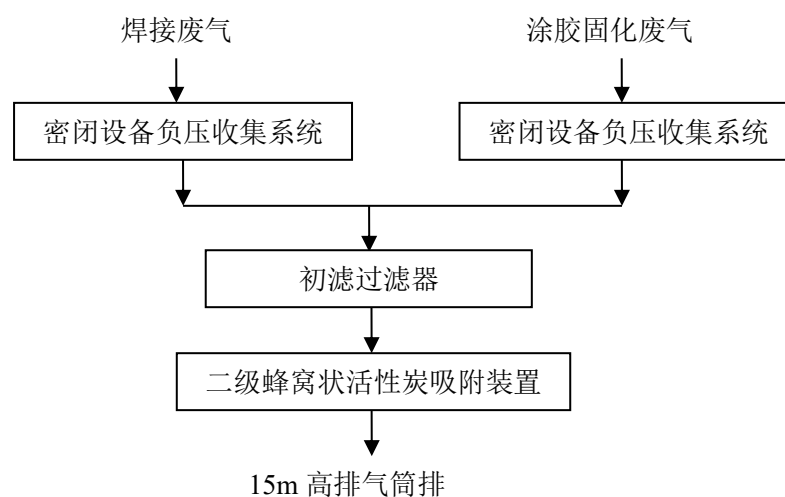 焊接废气
涂胶固化废气
密闭设备负压收集系统
密闭设备负压收集系统
初滤过滤器
二级蜂窝状活性炭吸附装置
15m 高排气筒排